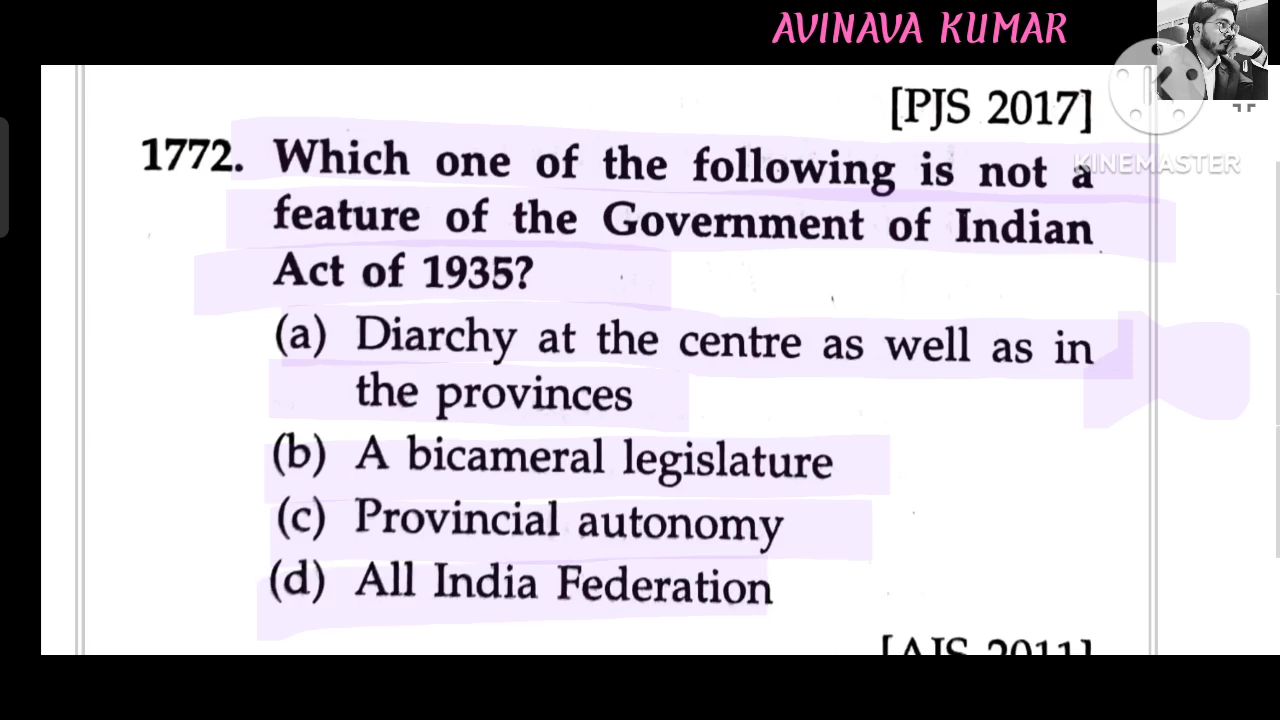 AVINAVA KUMAR
[PJS 2017]
KINEMASTER
1772. Which one of the following is not a
feature of the Government of Indian
Act of 1935?
(a) Diarchy at the centre as well as in
the provinces
(b) A bicameral legislature
(c) Provincial autonomy
(d) All India Federation
[AJS 2011]